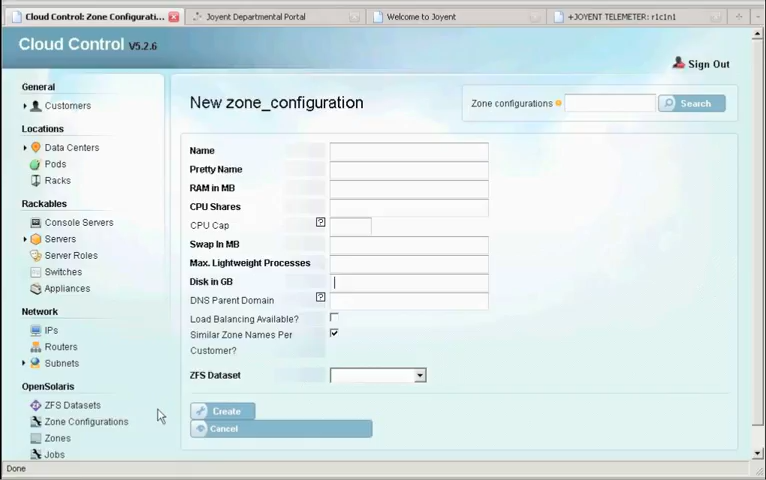 Cloud Control: Zone Configurati...
Joyent Departmental Portal
Welcome to Joyent
+JOYENT TELEMETER: r1c1n1
Cloud Control V5.2.6
Sign Out
General
Customers
Locations
Data Centers
Pods
Racks
Rackables
Console Servers
Servers
Server Roles
Switches
Appliances
Network
IPs
Routers
Subnets
OpenSolaris
ZFS Datasets
Zone Configurations
Zones
Jobs
New zone_configuration
Zone configurations
Search
Name
Pretty Name
RAM in MB
CPU Shares
CPU Cap ?
Swap In MB
Max. Lightweight Processes
Disk in GB
DNS Parent Domain ?
Load Balancing Available?
Similar Zone Names Per
Customer?
ZFS Dataset
Create
Cancel
Done